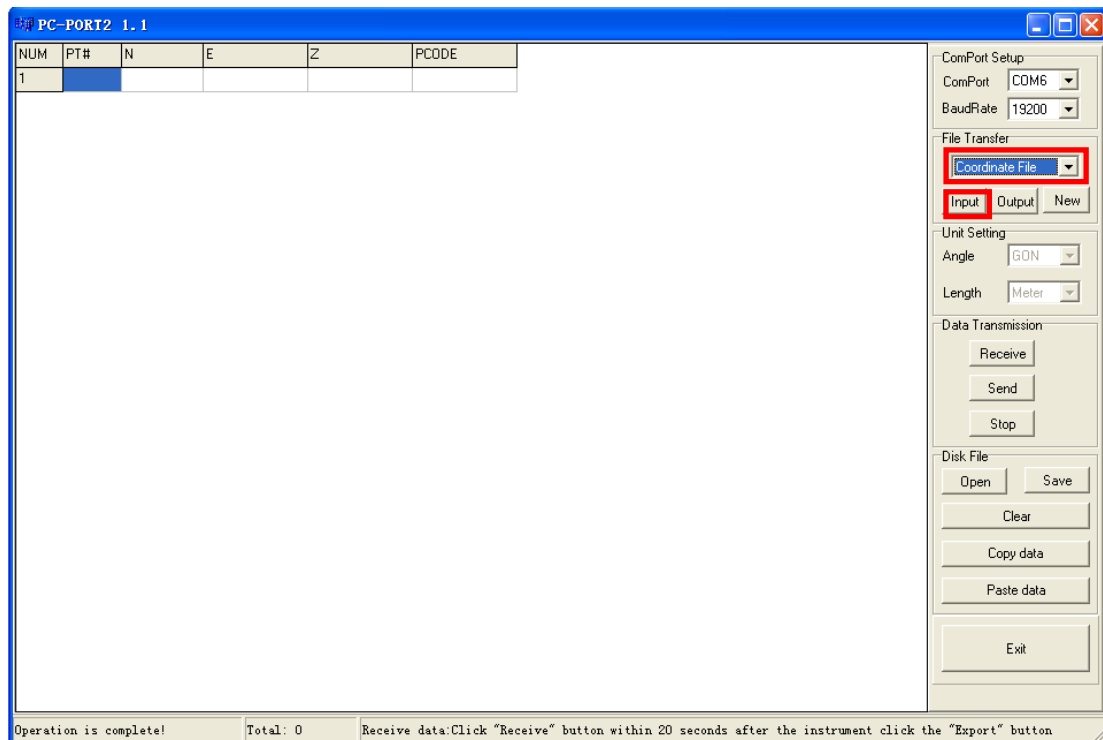 PC-PORT2 1.1
NUM PT# N E Z PCODE
1
ComPort Setup
ComPort COM6
BaudRate 19200
File Transfer
Coordinate File
Input Output New
Unit Setting
Angle GON
Length Meter
Data Transmission
Receive
Send
Stop
Disk File
Open Save
Clear
Copy data
Paste data
Exit
Operation is complete! Total: 0 Receive data:Click "Receive" button within 20 seconds after the instrument click the "Export" button